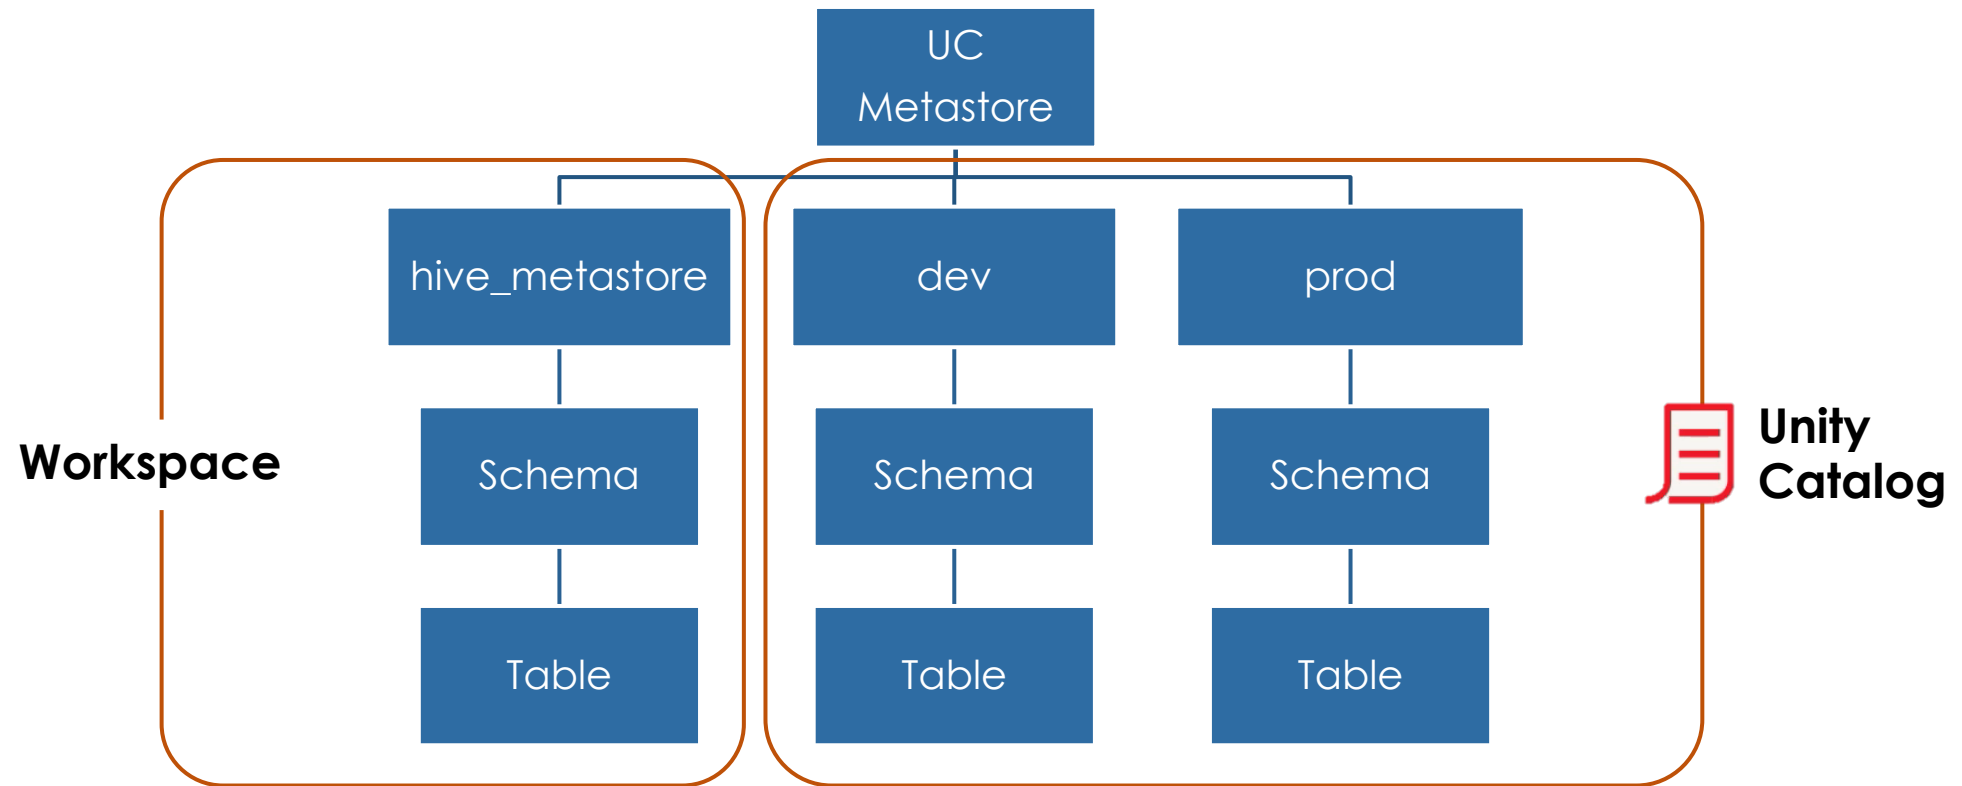 UC
Metastore
hive_metastore
dev
prod
Workspace
Schema
Schema
Schema
Unity
Catalog
Table
Table
Table